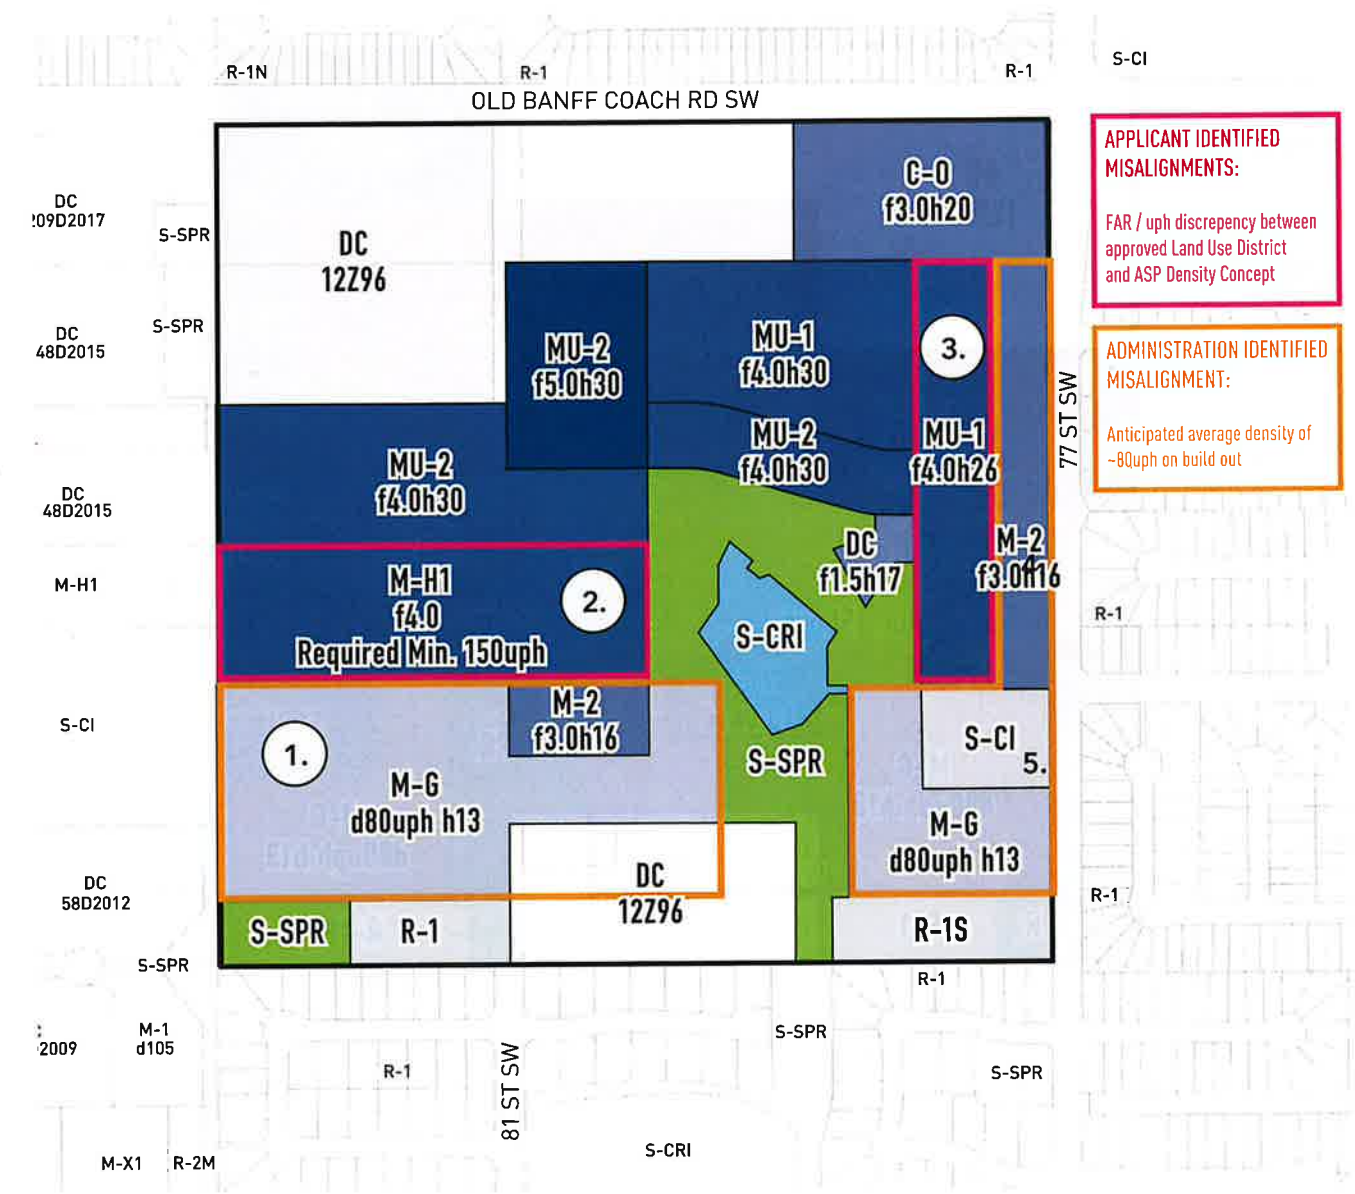 R-1N
R-1
R-1
S-CI
OLD BANFF COACH RD SW
APPLICANT IDENTIFIED
MISALIGNMENTS:
FAR / uph discrepency between
approved Land Use District
and ASP Density Concept
ADMINISTRATION IDENTIFIED
MISALIGNMENT:
Anticipated average density of
~80uph on build out
C-O
f3.0h20
DC
209D2017
S-SPR
DC
12Z96
S-SPR
DC
48D2015
MU-2
f5.0h30
MU-1
f4.0h30
3.
77 ST SW
MU-2
f4.0h30
MU-2
f4.0h30
MU-1
f4.0h26
DC
48D2015
M-H1
M-H1
f4.0
Required Min. 150uph
2.
DC
f1.5h17
M-2
f3.0h16
4.
R-1
S-CRI
S-CI
1.
M-2
f3.0h16
M-G
d80uph h13
S-SPR
S-CI
5.
M-G
d80uph h13
DC
58D2012
DC
12Z96
R-1
S-SPR
R-1
R-1S
S-SPR
R-1
:
2009
M-1
d105
R-1
81 ST SW
S-SPR
S-SPR
S-CRI
M-X1
R-2M